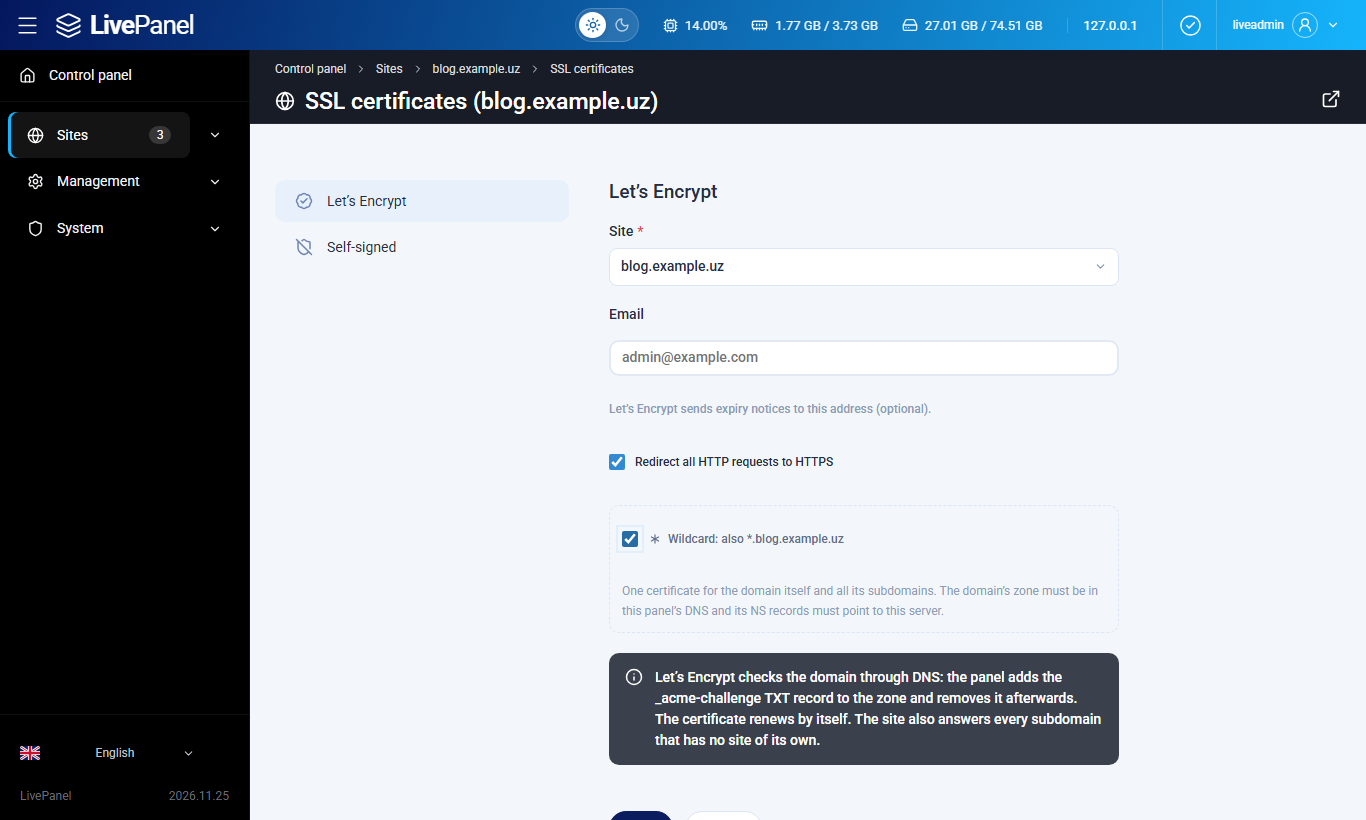 LivePanel
14.00%
1.77 GB / 3.73 GB
27.01 GB / 74.51 GB
127.0.0.1
liveadmin
Control panel
Sites
3
Management
System
English
LivePanel
2026.11.25
Control panel
Sites
blog.example.uz
SSL certificates
SSL certificates (blog.example.uz)
Let’s Encrypt
Self-signed
Let’s Encrypt
Site *
blog.example.uz
Email
admin@example.com
Let’s Encrypt sends expiry notices to this address (optional).
Redirect all HTTP requests to HTTPS
Wildcard: also *.blog.example.uz
One certificate for the domain itself and all its subdomains. The domain’s zone must be in
this panel’s DNS and its NS records must point to this server.
Let’s Encrypt checks the domain through DNS: the panel adds the
_acme-challenge TXT record to the zone and removes it afterwards.
The certificate renews by itself. The site also answers every subdomain
that has no site of its own.